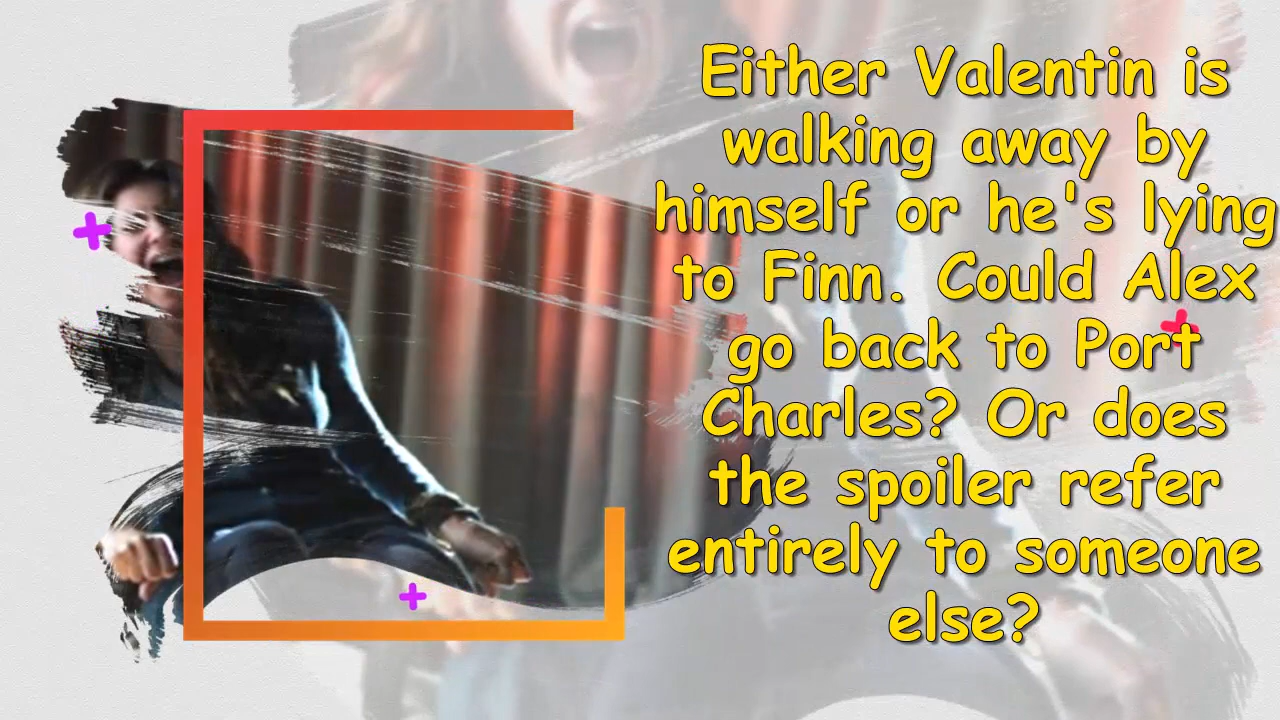 Either Valentin is
walking away by
himself or he's lying
to Finn. Could Alex
go back to Port
Charles? Or does
the spoiler refer
entirely to someone
else?